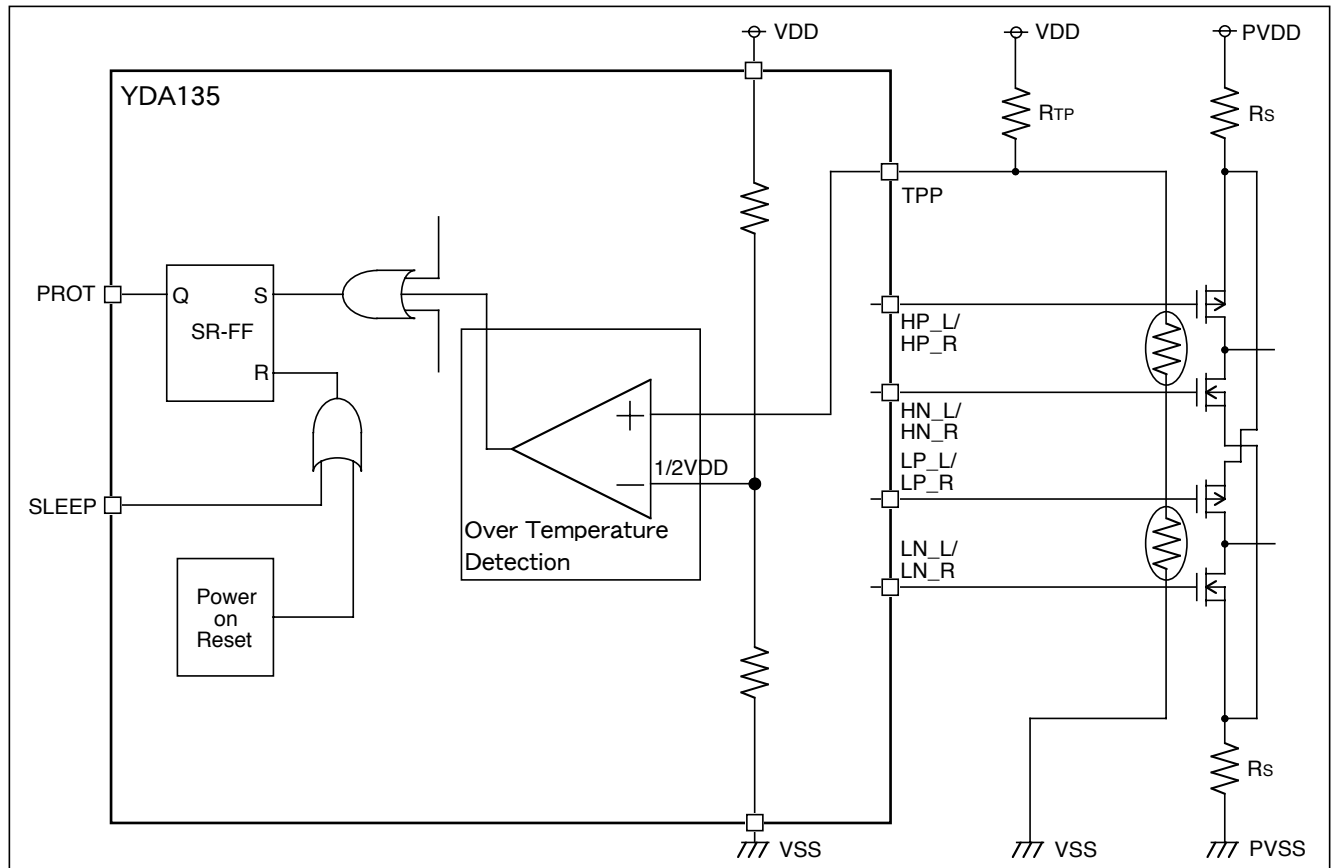 VDD
VDD
PVDD
YDA135
RTP
RS
TPP
PROT
Q
S
SR-FF
R
HP_L/
HP_R
HN_L/
HN_R
+
1/2VDD
−
LP_L/
LP_R
SLEEP
Over Temperature
Detection
LN_L/
LN_R
Power
on
Reset
RS
VSS
VSS
PVSS